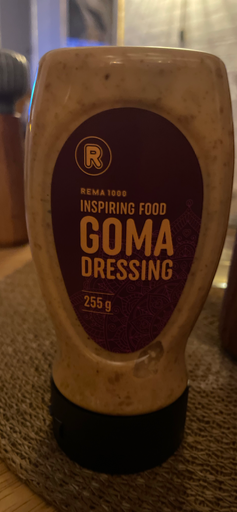 R
REMA 1000
INSPIRING FOOD
GOMA
DRESSING
255 g